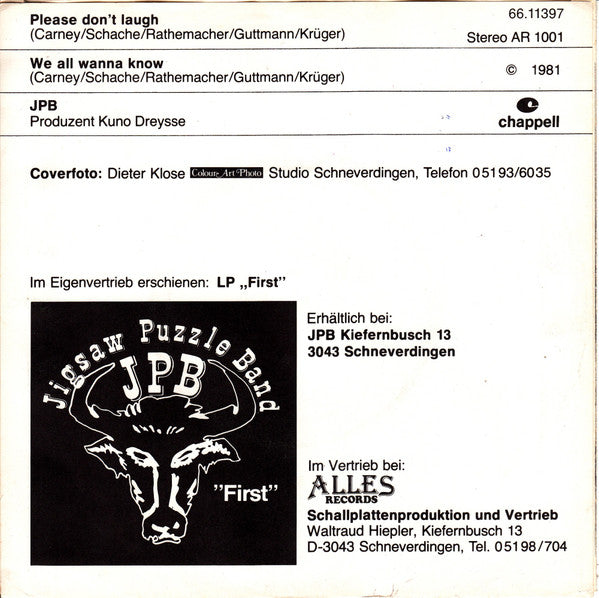 Please don't laugh
(Carney/Schache/Rathemacher/Guttmann/Krüger)
66.11397
Stereo AR 1001
We all wanna know
(Carney/Schache/Rathemacher/Guttmann/Krüger)
© 1981
JPB
Produzent Kuno Dreysse
chappell
Coverfoto: Dieter Klose Colour Art Photo Studio Schneverdingen, Telefon 05193/6035
Im Eigenvertrieb erschienen: LP „First”
Jigsaw Puzzle Band
JPB
”First”
Erhältlich bei:
JPB Kiefernbusch 13
3043 Schneverdingen
Im Vertrieb bei:
ALLES
RECORDS
Schallplattenproduktion und Vertrieb
Waltraud Hiepler, Kiefernbusch 13
D-3043 Schneverdingen, Tel. 05198/704